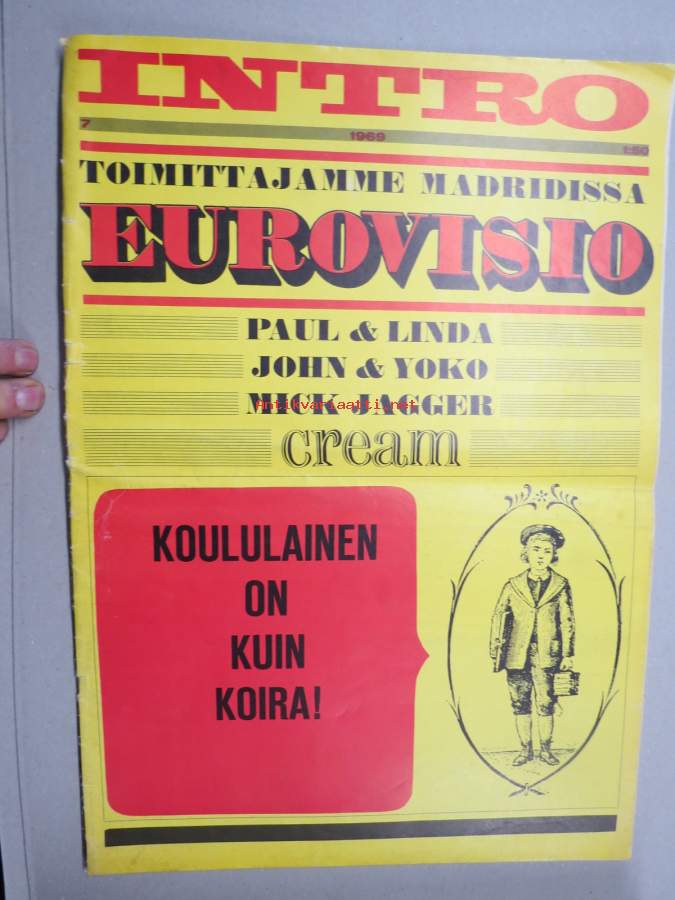 INTRO
7 1969 1:50
TOIMITTAJAMME MADRIDISSA
EUROVISIO
PAUL & LINDA
JOHN & YOKO
MICK JAGGER
Antikvariaatti.net
cream
KOULULAINEN
ON
KUIN
KOIRA!